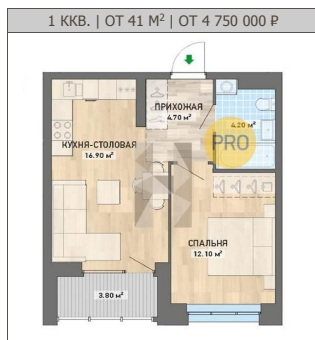 1 ККВ. | ОТ 41 М² | ОТ 4 750 000 ₽
ПРИХОЖАЯ
4.70 м²
4.20 м²
PRO
КУХНЯ-СТОЛОВАЯ
16.90 м²
СПАЛЬНЯ
12.10 м²
3.80 м²